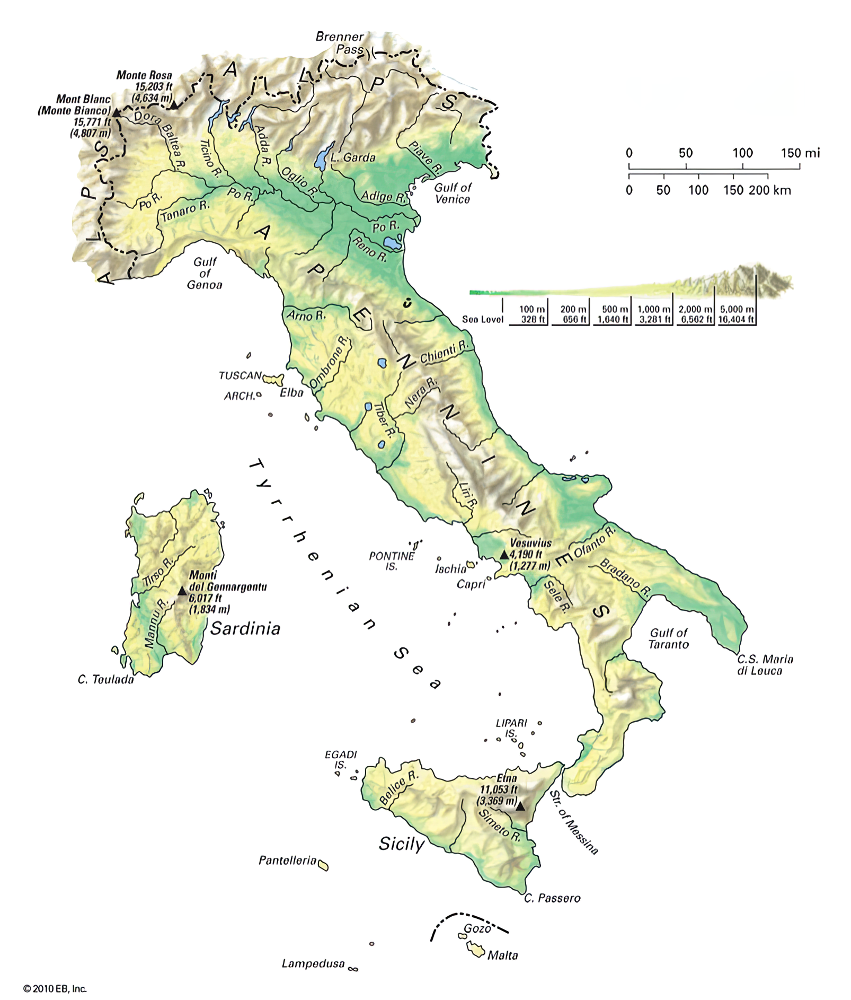 Brenner
Pass
A L P S
Monte Rosa
15,203 ft
(4,634 m)
Mont Blanc
(Monte Bianco)
15,771 ft
(4,807 m)
Dora Baltea R.
Ticino R.
Adda R.
Oglio R.
L. Garda
Piave R.
Adige R.
Gulf of
Venice
A L P S
Po R.
Tanaro R.
Po R.
Po R.
Reno R.
Gulf
of
Genoa
0 50 100 150 mi
0 50 100 150 200 km
Sea Level
100 m
328 ft
200 m
656 ft
500 m
1,640 ft
1,000 m
3,281 ft
2,000 m
6,562 ft
5,000 m
16,404 ft
A P E N N I N E S
Arno R.
Ombrone R.
Chienti R.
Nera R.
Tiber R.
TUSCAN
ARCH.
Elba
Liri R.
Tyrrhenian Sea
PONTINE
IS.
Ischia
Capri
Vesuvius
4,190 ft
(1,277 m)
Ofanto R.
Bradano R.
Sele R.
Gulf of
Taranto
C.S. Maria
di Leuca
Tirso R.
Monti
del Gennargentu
6,017 ft
(1,834 m)
Mannu R.
Sardinia
C. Teulada
LIPARI
IS.
EGADI
IS.
Belice R.
Etna
11,053 ft
(3,369 m)
Simeto R.
Str. of Messina
Sicily
Pantelleria
C. Passero
Gozo
Malta
Lampedusa
© 2010 EB, Inc.